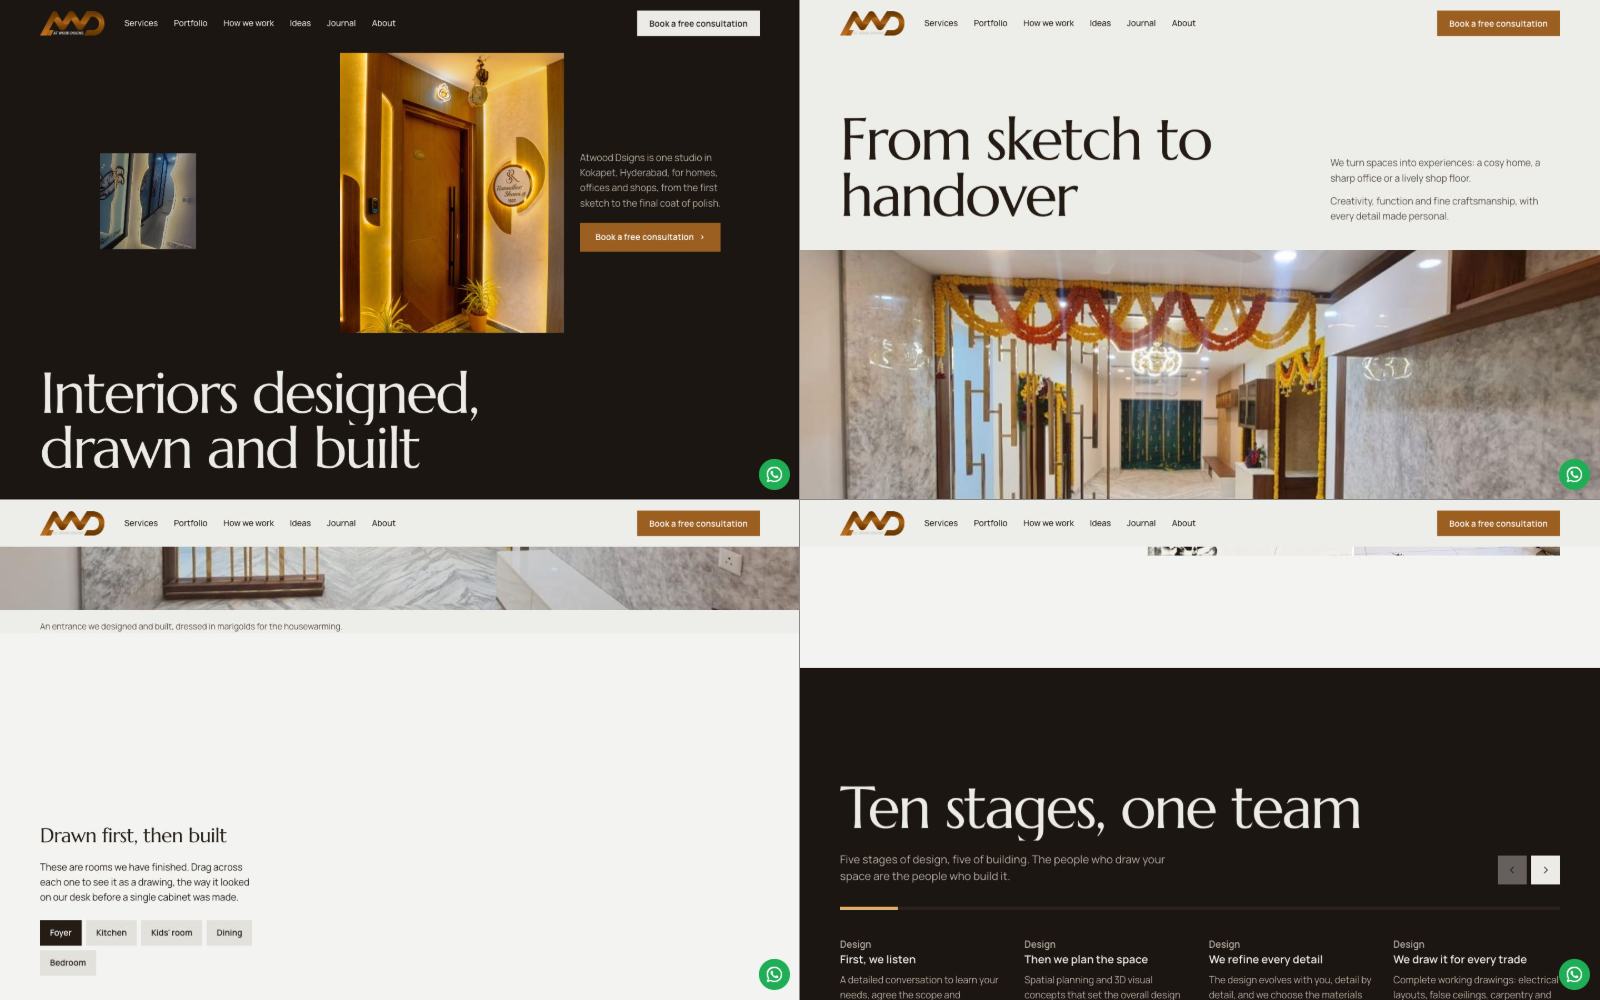 Services Portfolio How we work Ideas Journal About
Book a free consultation
Atwood Dsigns is one studio in
Kokapet, Hyderabad, for homes,
offices and shops, from the first
sketch to the final coat of polish.
Book a free consultation ›
Interiors designed,
drawn and built
Services Portfolio How we work Ideas Journal About
Book a free consultation
From sketch to
handover
We turn spaces into experiences: a cosy home, a
sharp office or a lively shop floor.
Creativity, function and fine craftsmanship, with
every detail made personal.
Services Portfolio How we work Ideas Journal About
Book a free consultation
An entrance we designed and built, dressed in marigolds for the housewarming.
Drawn first, then built
These are rooms we have finished. Drag across
each one to see it as a drawing, the way it looked
on our desk before a single cabinet was made.
Foyer Kitchen Kids' room Dining
Bedroom
Services Portfolio How we work Ideas Journal About
Book a free consultation
Ten stages, one team
Five stages of design, five of building. The people who draw your
space are the people who build it.
Design
First, we listen
A detailed conversation to learn your
needs, agree the scope and
Design
Then we plan the space
Spatial planning and 3D visual
concepts that set the overall design
Design
We refine every detail
The design evolves with you, detail by
detail, and we choose the materials
Design
We draw it for every trade
Complete working drawings: electrical
layouts, false ceilings, carpentry and